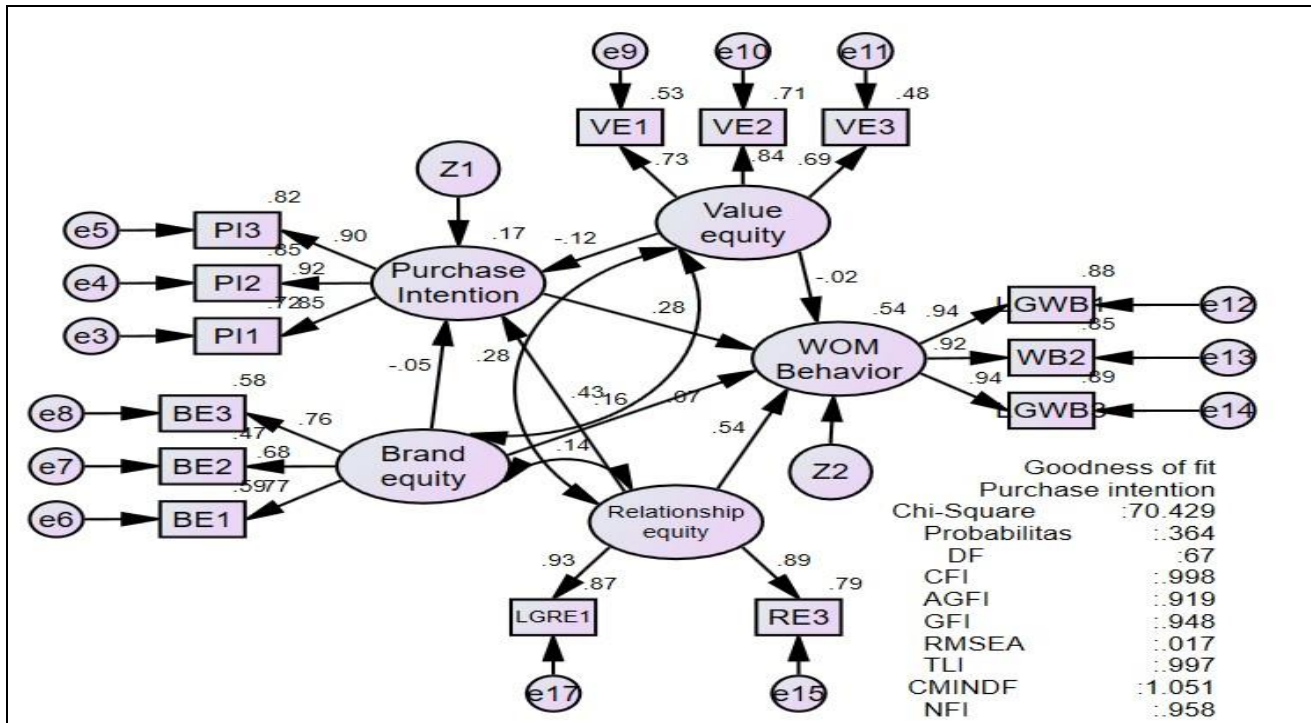 e9
e10
e11
.53
.71
.48
VE1
VE2
VE3
.73
.84
.69
Z1
Value
equity
.82
e5
PI3
.90
.17
-.12
.85
e4
PI2
.92
Purchase
Intention
-.02
.88
.72
.85
.28
.54
.94
LGWB1
e12
e3
PI1
.85
WOM
Behavior
.92
WB2
e13
-.05
.28
.89
.58
.94
LGWB3
e14
e8
BE3
.76
.43
.16
.07
.47
.54
e7
BE2
.68
Brand
equity
.14
Z2
.59
.77
e6
BE1
Relationship
equity
.93
.87
.89
.79
LGRE1
RE3
e17
e15
Goodness of fit
Purchase intention
Chi-Square :70.429
Probabilitas :.364
DF :67
CFI :.998
AGFI :.919
GFI :.948
RMSEA :.017
TLI :.997
CMINDF :1.051
NFI :.958